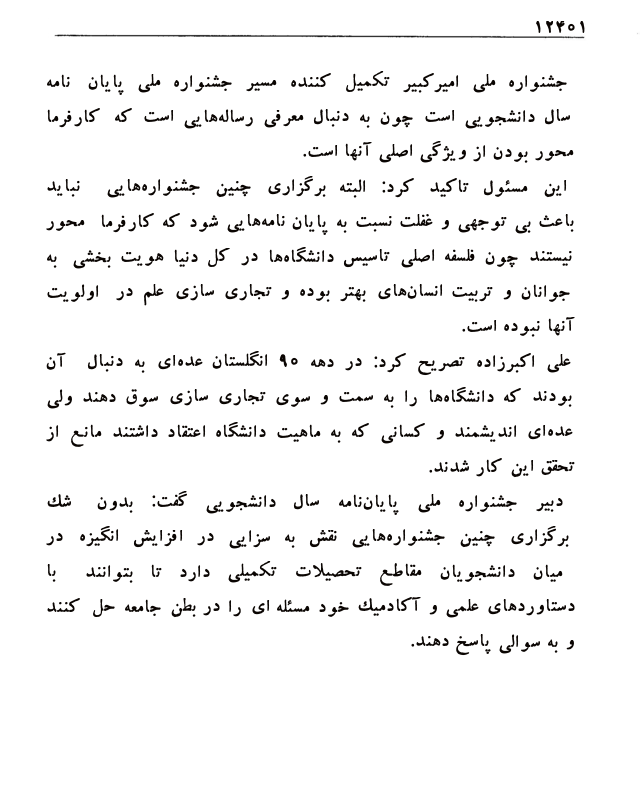 ۱۲۴۰۱
جشنواره ملی امیرکبیر تکمیل کننده مسیر جشنواره ملی پایان نامه
سال دانشجویی است چون به دنبال معرفی رساله‌هایی است که کارفرما
محور بودن از ویژگی اصلی آنها است.
این مسئول تاکید کرد: البته برگزاری چنین جشنواره‌هایی نباید
باعث بی توجهی و غفلت نسبت به پایان نامه‌هایی شود که کارفرما محور
نیستند چون فلسفه اصلی تاسیس دانشگاه‌ها در کل دنیا هویت بخشی به
جوانان و تربیت انسان‌های بهتر بوده و تجاری سازی علم در اولویت
آنها نبوده است.
علی اکبرزاده تصریح کرد: در دهه ۹۰ انگلستان عده‌ای به دنبال آن
بودند که دانشگاه‌ها را به سمت و سوی تجاری سازی سوق دهند ولی
عده‌ای اندیشمند و کسانی که به ماهیت دانشگاه اعتقاد داشتند مانع از
تحقق این کار شدند.
دبیر جشنواره ملی پایان‌نامه سال دانشجویی گفت: بدون شك
برگزاری چنین جشنواره‌هایی نقش به سزایی در افزایش انگیزه در
میان دانشجویان مقاطع تحصیلات تکمیلی دارد تا بتوانند با
دستاوردهای علمی و آکادمیك خود مسئله ای را در بطن جامعه حل کنند
و به سوالی پاسخ دهند.